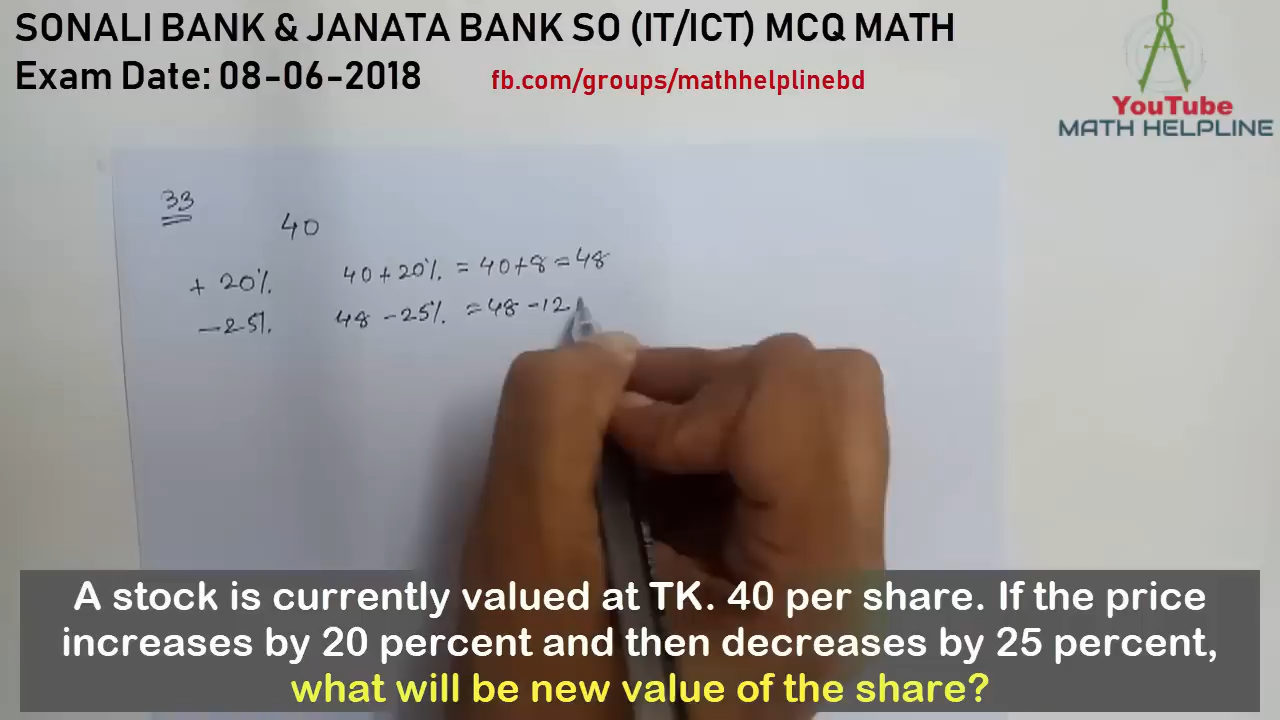 SONALI BANK & JANATA BANK SO (IT/ICT) MCQ MATH
Exam Date: 08-06-2018 fb.com/groups/mathhelplinebd
YouTube
MATH HELPLINE
33
40
+ 20% 40 + 20% = 40 + 8 = 48
- 25% 48 - 25% = 48 - 12
A stock is currently valued at TK. 40 per share. If the price
increases by 20 percent and then decreases by 25 percent,
what will be new value of the share?